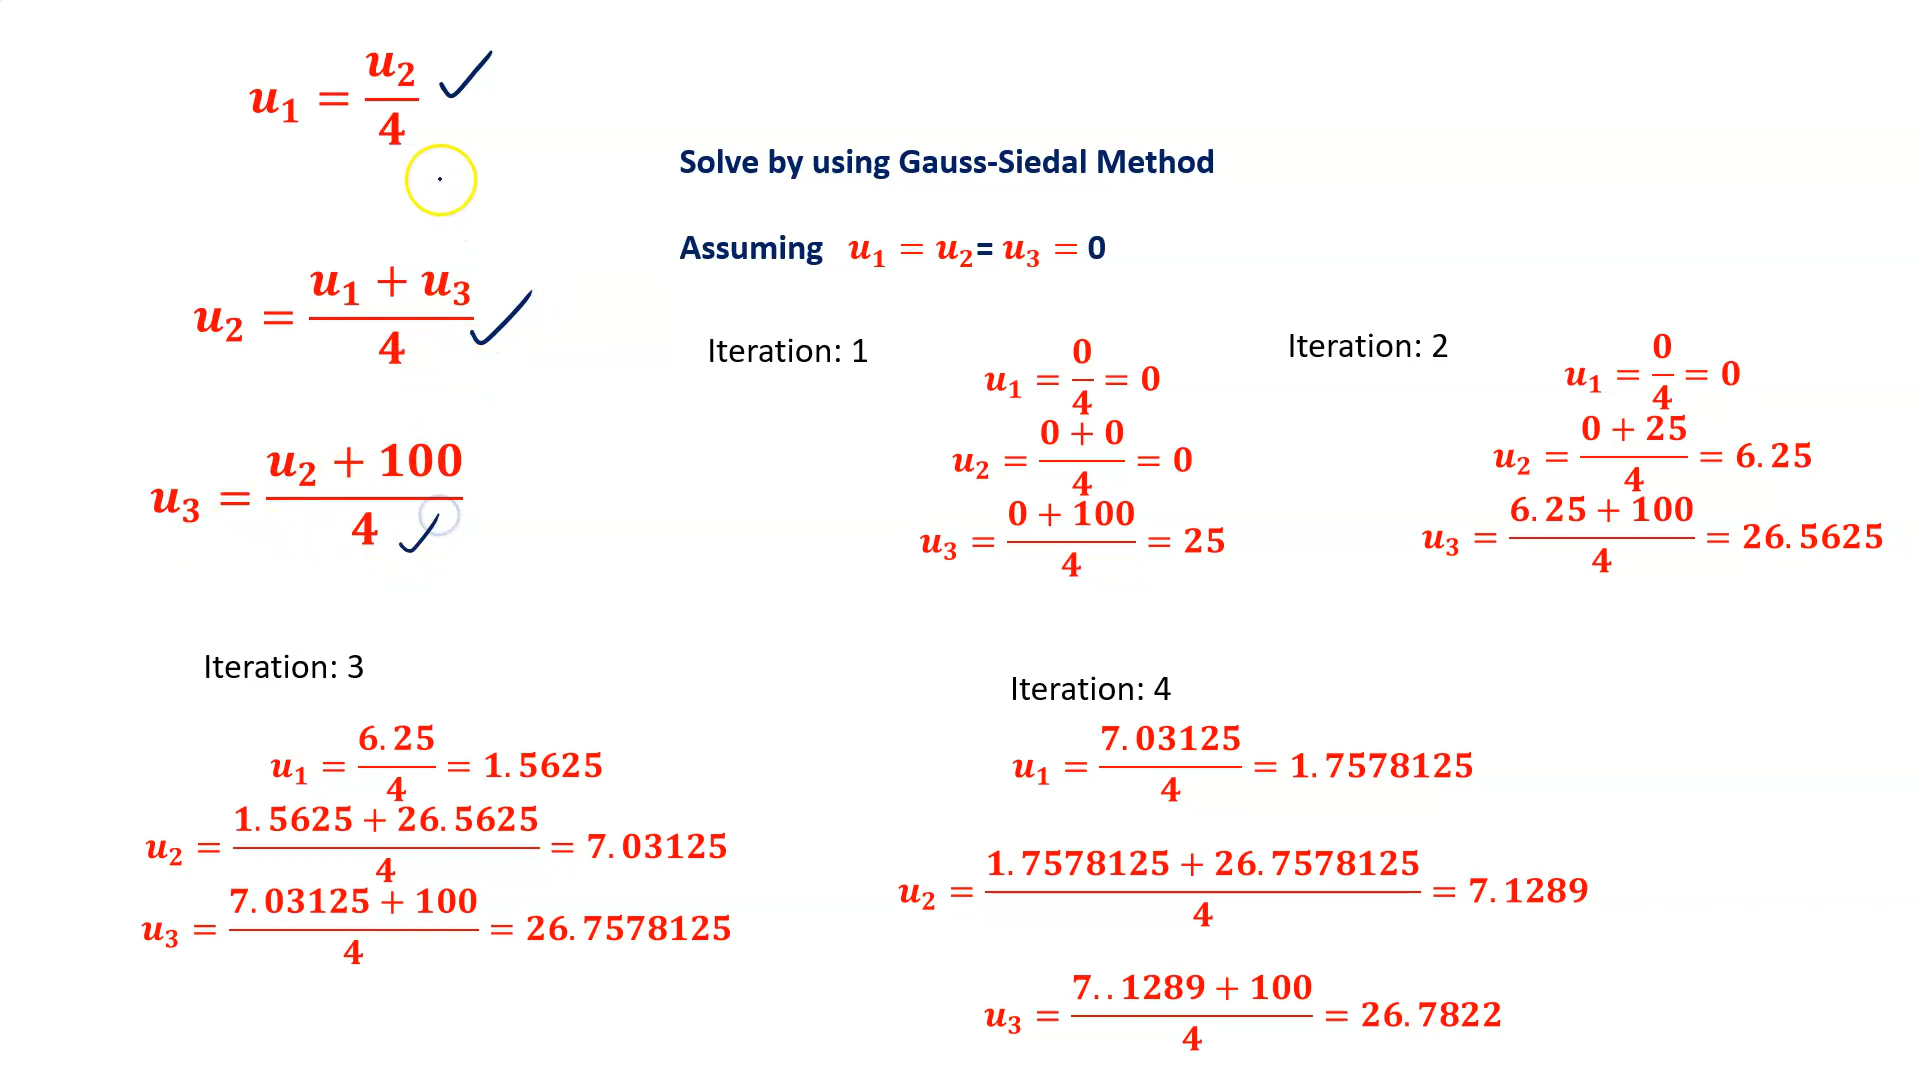 u₁ = u₂/4
u₂ = (u₁ + u₃)/4
u₃ = (u₂ + 100)/4
Solve by using Gauss-Siedal Method
Assuming u₁ = u₂= u₃ = 0
Iteration: 1
u₁ = 0/4 = 0
u₂ = (0 + 0)/4 = 0
u₃ = (0 + 100)/4 = 25
Iteration: 2
u₁ = 0/4 = 0
u₂ = (0 + 25)/4 = 6.25
u₃ = (6.25 + 100)/4 = 26.5625
Iteration: 3
u₁ = 6.25/4 = 1.5625
u₂ = (1.5625 + 26.5625)/4 = 7.03125
u₃ = (7.03125 + 100)/4 = 26.7578125
Iteration: 4
u₁ = 7.03125/4 = 1.7578125
u₂ = (1.7578125 + 26.7578125)/4 = 7.1289
u₃ = (7..1289 + 100)/4 = 26.7822